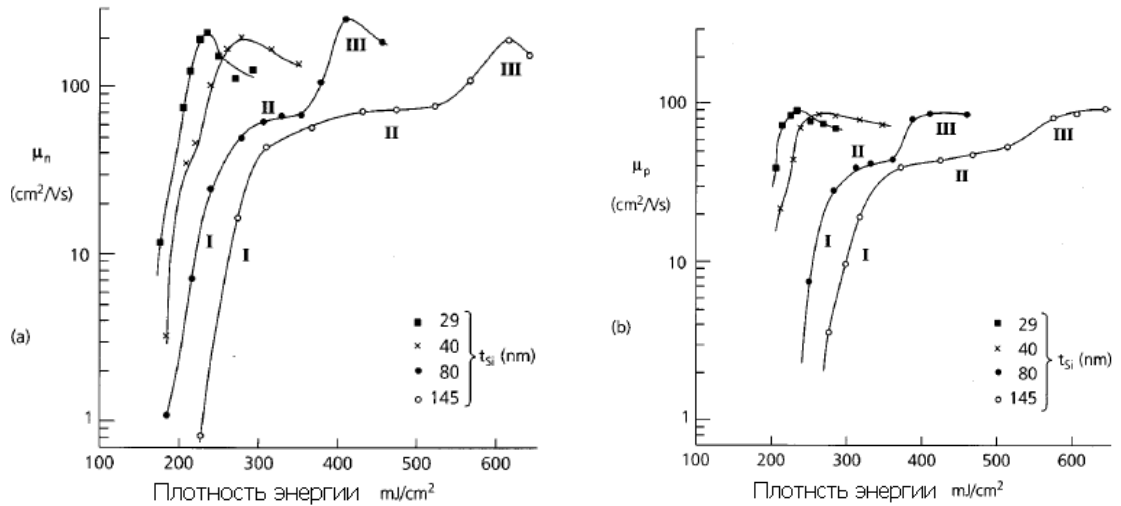 100
10
1
μn
(cm²/Vs)
(a)
I
I
II
II
III
III
■ 29
× 40
● 80
○ 145
tSi (nm)
100 200 300 400 500 600
Плотность энергии mJ/cm²
100
10
1
μp
(cm²/Vs)
(b)
I
I
II
II
III
III
■ 29
× 40
● 80
○ 145
tSi (nm)
100 200 300 400 500 600
Плотнсть энергии mJ/cm²